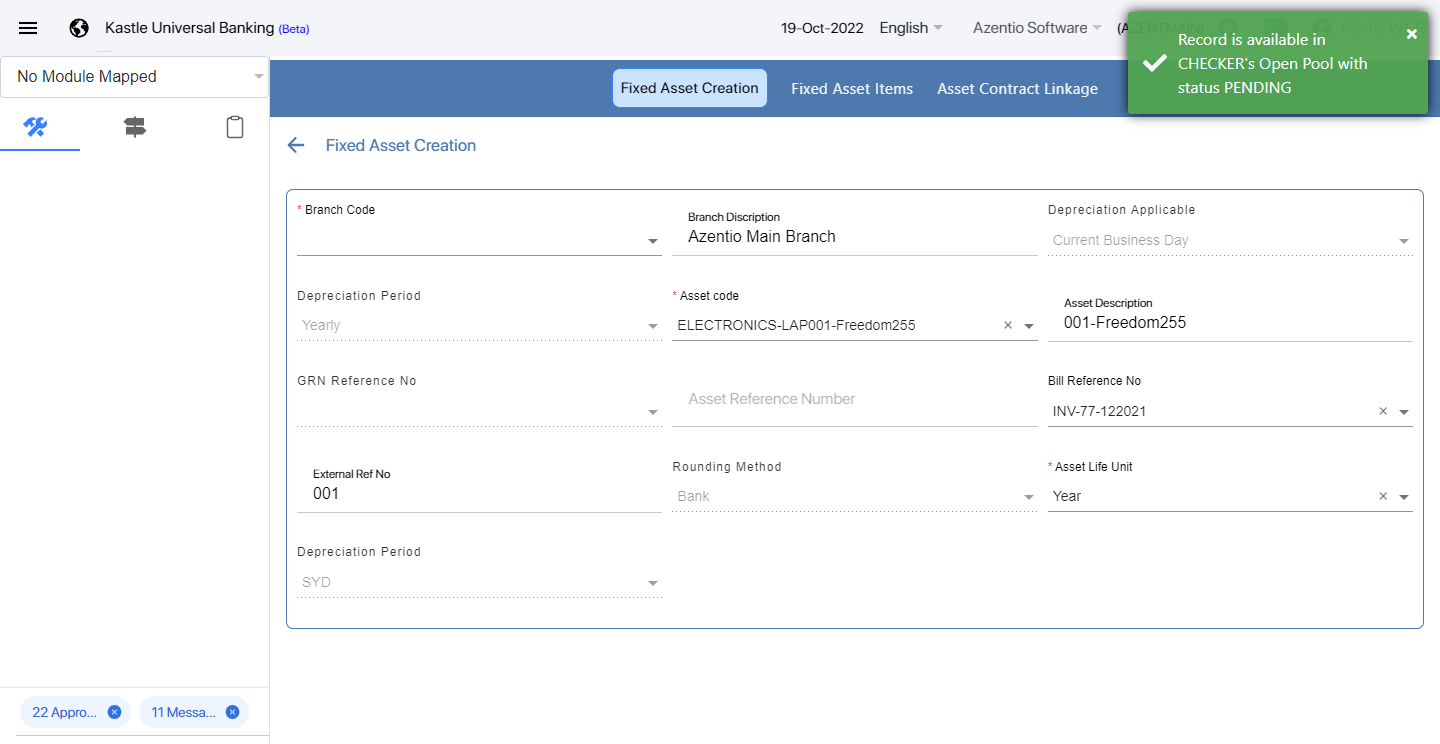 Kastle Universal Banking (Beta)
19-Oct-2022
English
Azentio Software
(AZENTMAIN)
REVIEWER
Record is available in
CHECKER's Open Pool with
status PENDING
No Module Mapped
Fixed Asset Creation
Fixed Asset Items
Asset Contract Linkage
Fixed Asset Creation
* Branch Code
Branch Discription
Azentio Main Branch
Depreciation Applicable
Current Business Day
Depreciation Period
Yearly
* Asset code
ELECTRONICS-LAP001-Freedom255
Asset Description
001-Freedom255
GRN Reference No
Asset Reference Number
Bill Reference No
INV-77-122021
External Ref No
001
Rounding Method
Bank
* Asset Life Unit
Year
Depreciation Period
SYD
22 Appro...
11 Messa...